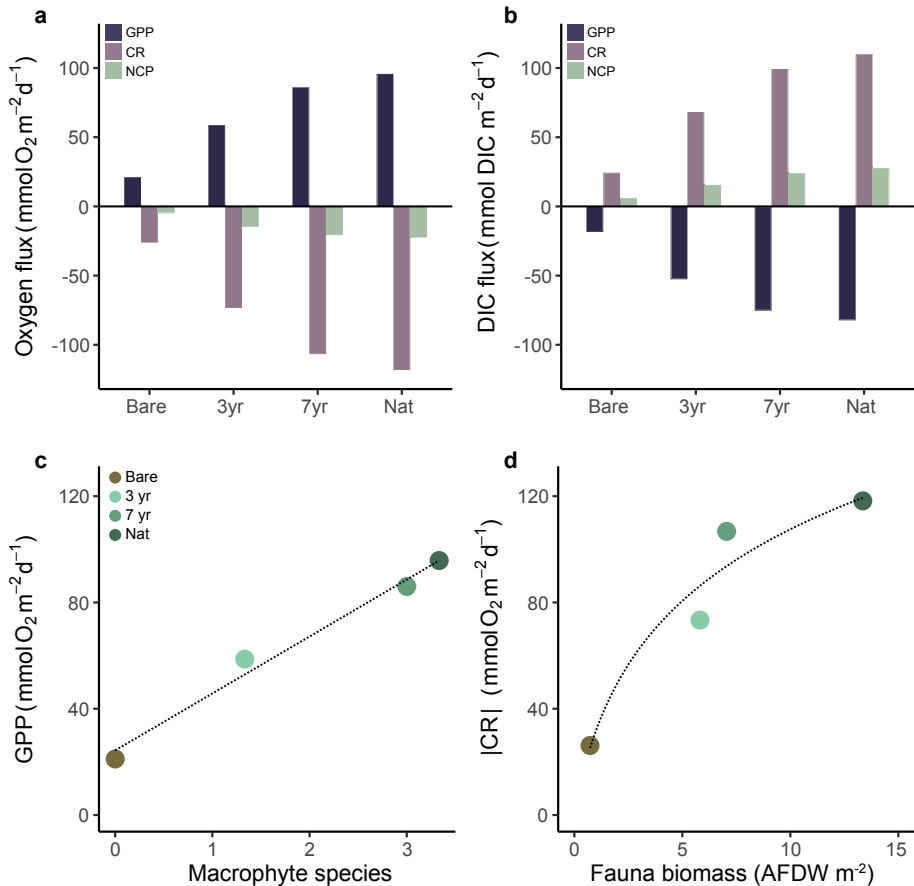 a
GPP
CR
NCP
Oxygen flux (mmol O₂ m⁻² d⁻¹)
100
50
0
-50
-100
Bare 3yr 7yr Nat
b
GPP
CR
NCP
DIC flux (mmol DIC m⁻² d⁻¹)
100
50
0
-50
-100
Bare 3yr 7yr Nat
c
Bare
3 yr
7 yr
Nat
GPP (mmol O₂ m⁻² d⁻¹)
120
80
40
0
0 1 2 3
Macrophyte species
d
|CR| (mmol O₂ m⁻² d⁻¹)
120
80
40
0
0 5 10 15
Fauna biomass (AFDW m⁻²)